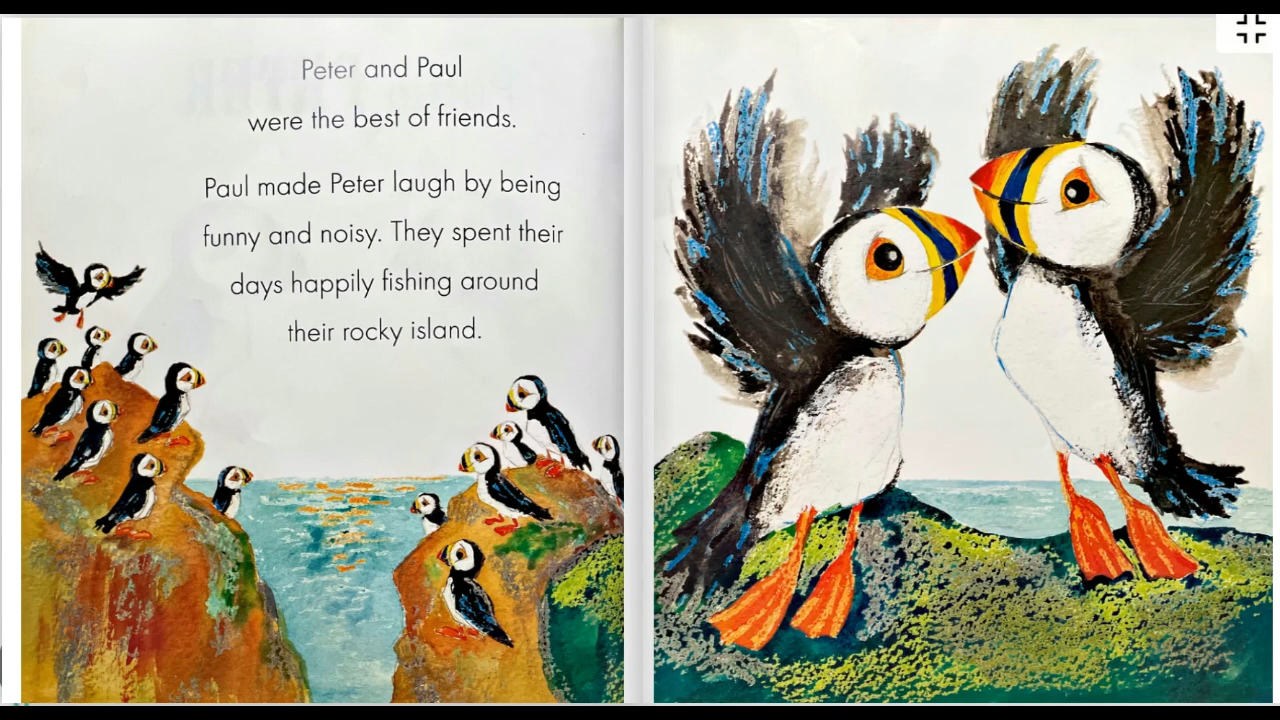 Peter and Paul
were the best of friends.
Paul made Peter laugh by being
funny and noisy. They spent their
days happily fishing around
their rocky island.